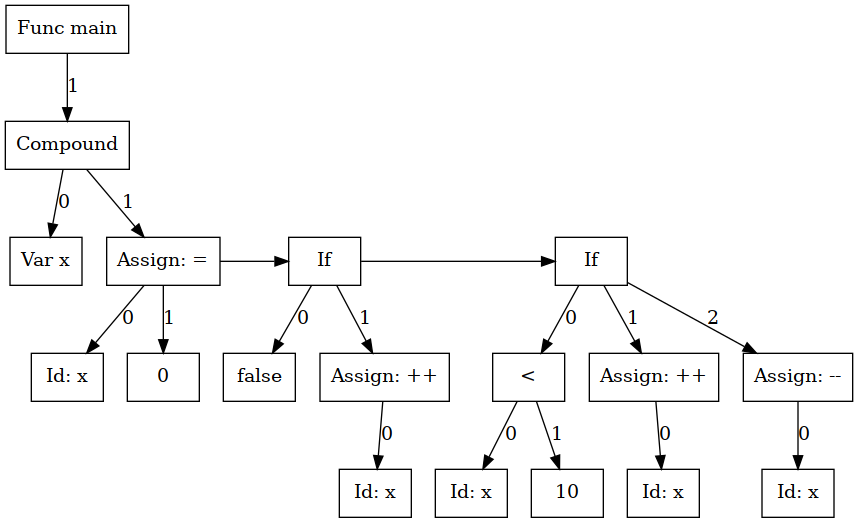 Func main
1
Compound
0
1
Var x
Assign: =
If
If
0
1
0
1
0
1
2
Id: x
0
false
Assign: ++
<
Assign: ++
Assign: --
0
0
1
0
0
Id: x
Id: x
10
Id: x
Id: x